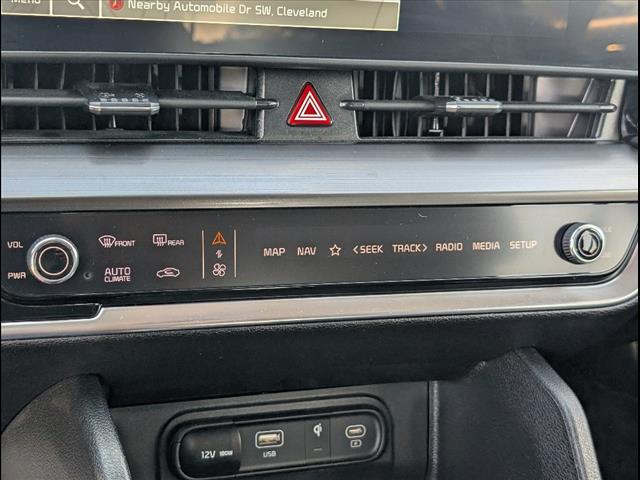 MENU
Nearby Automobile Dr SW, Cleveland
VOL
FRONT
REAR
MAP NAV < SEEK TRACK > RADIO MEDIA SETUP
PWR
AUTO
CLIMATE
12V 180W
USB